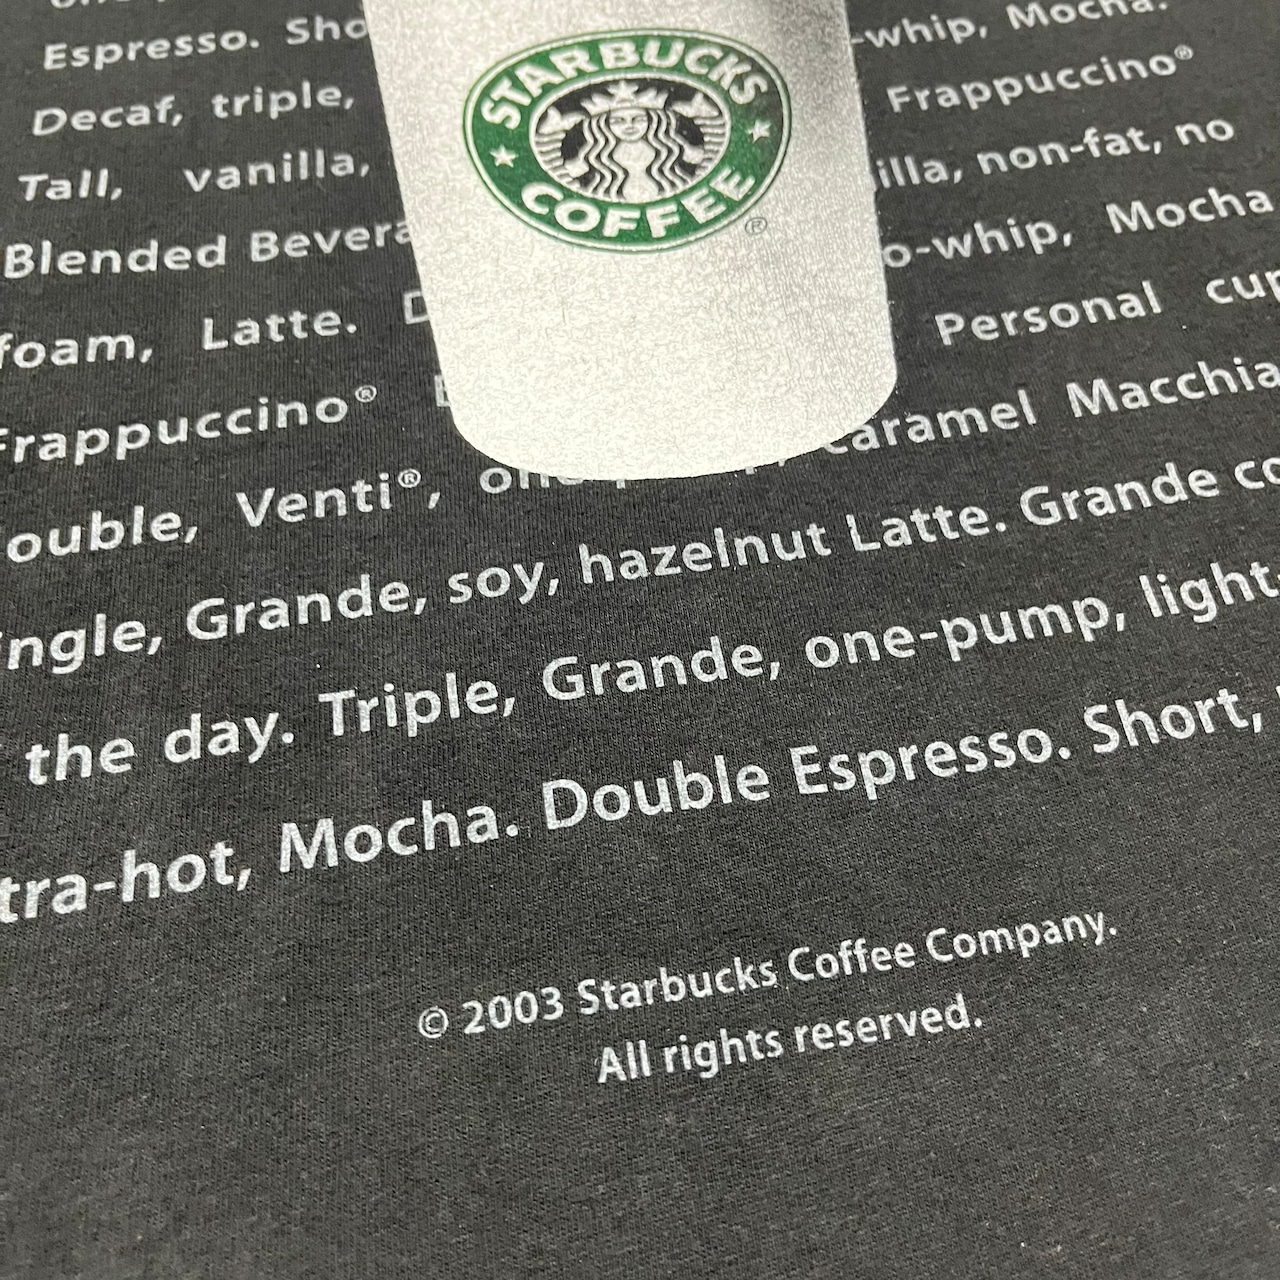 Espresso. Sho
-whip, Mocha.
Decaf, triple,
Frappuccino®
Tall, vanilla,
illa, non-fat, no
Blended Bevera
o-whip, Mocha
foam, Latte. D
Personal cup
Frappuccino®
caramel Macchia
ouble, Venti®,
ngle, Grande, soy, hazelnut Latte. Grande co
the day. Triple, Grande, one-pump, light-
tra-hot, Mocha. Double Espresso. Short,
STARBUCKS
COFFEE
®
© 2003 Starbucks Coffee Company.
All rights reserved.